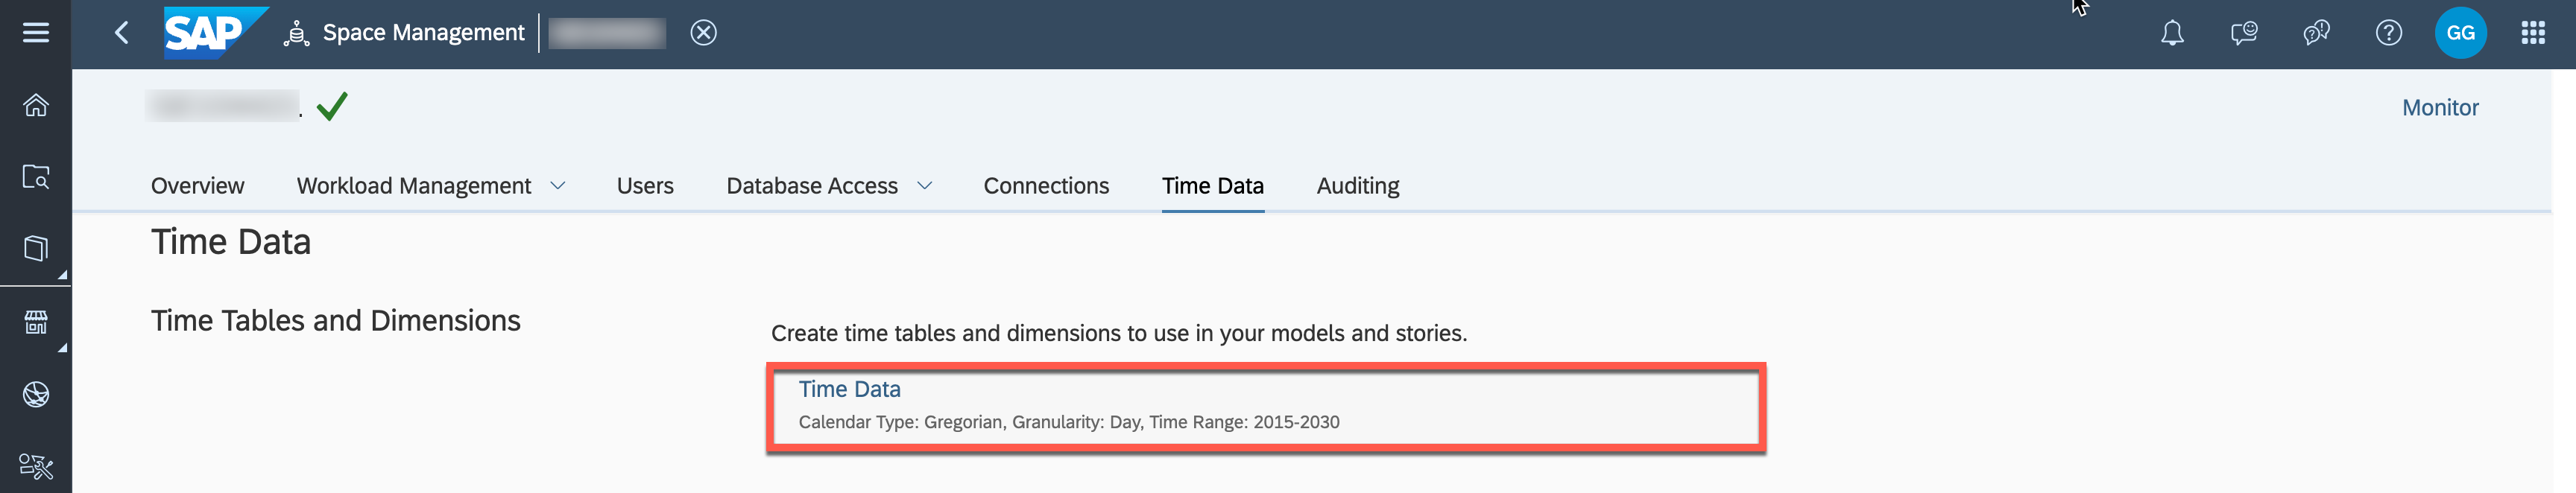 SAP Space Management
GG
Monitor
Overview Workload Management Users Database Access Connections Time Data Auditing
Time Data
Time Tables and Dimensions
Create time tables and dimensions to use in your models and stories.
Time Data
Calendar Type: Gregorian, Granularity: Day, Time Range: 2015-2030